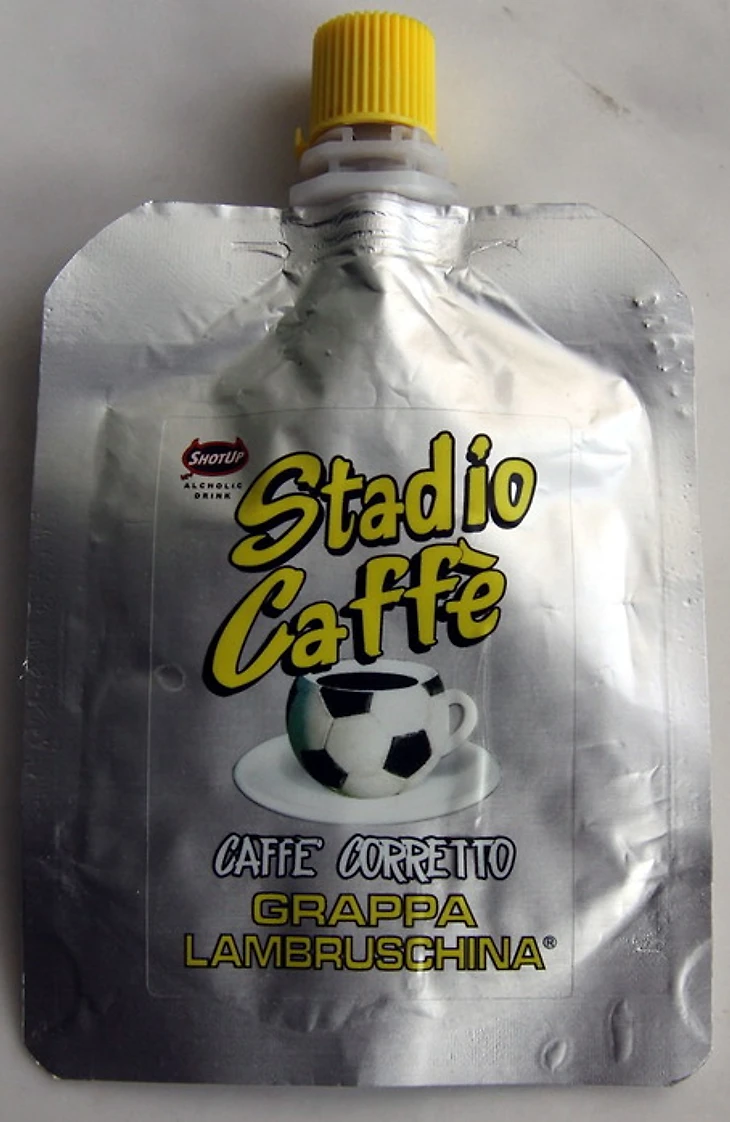 SHOTUP
ALCHOLIC
DRINK
Stadio
Caffè
CAFFE' CORRETTO
GRAPPA
LAMBRUSCHINA®